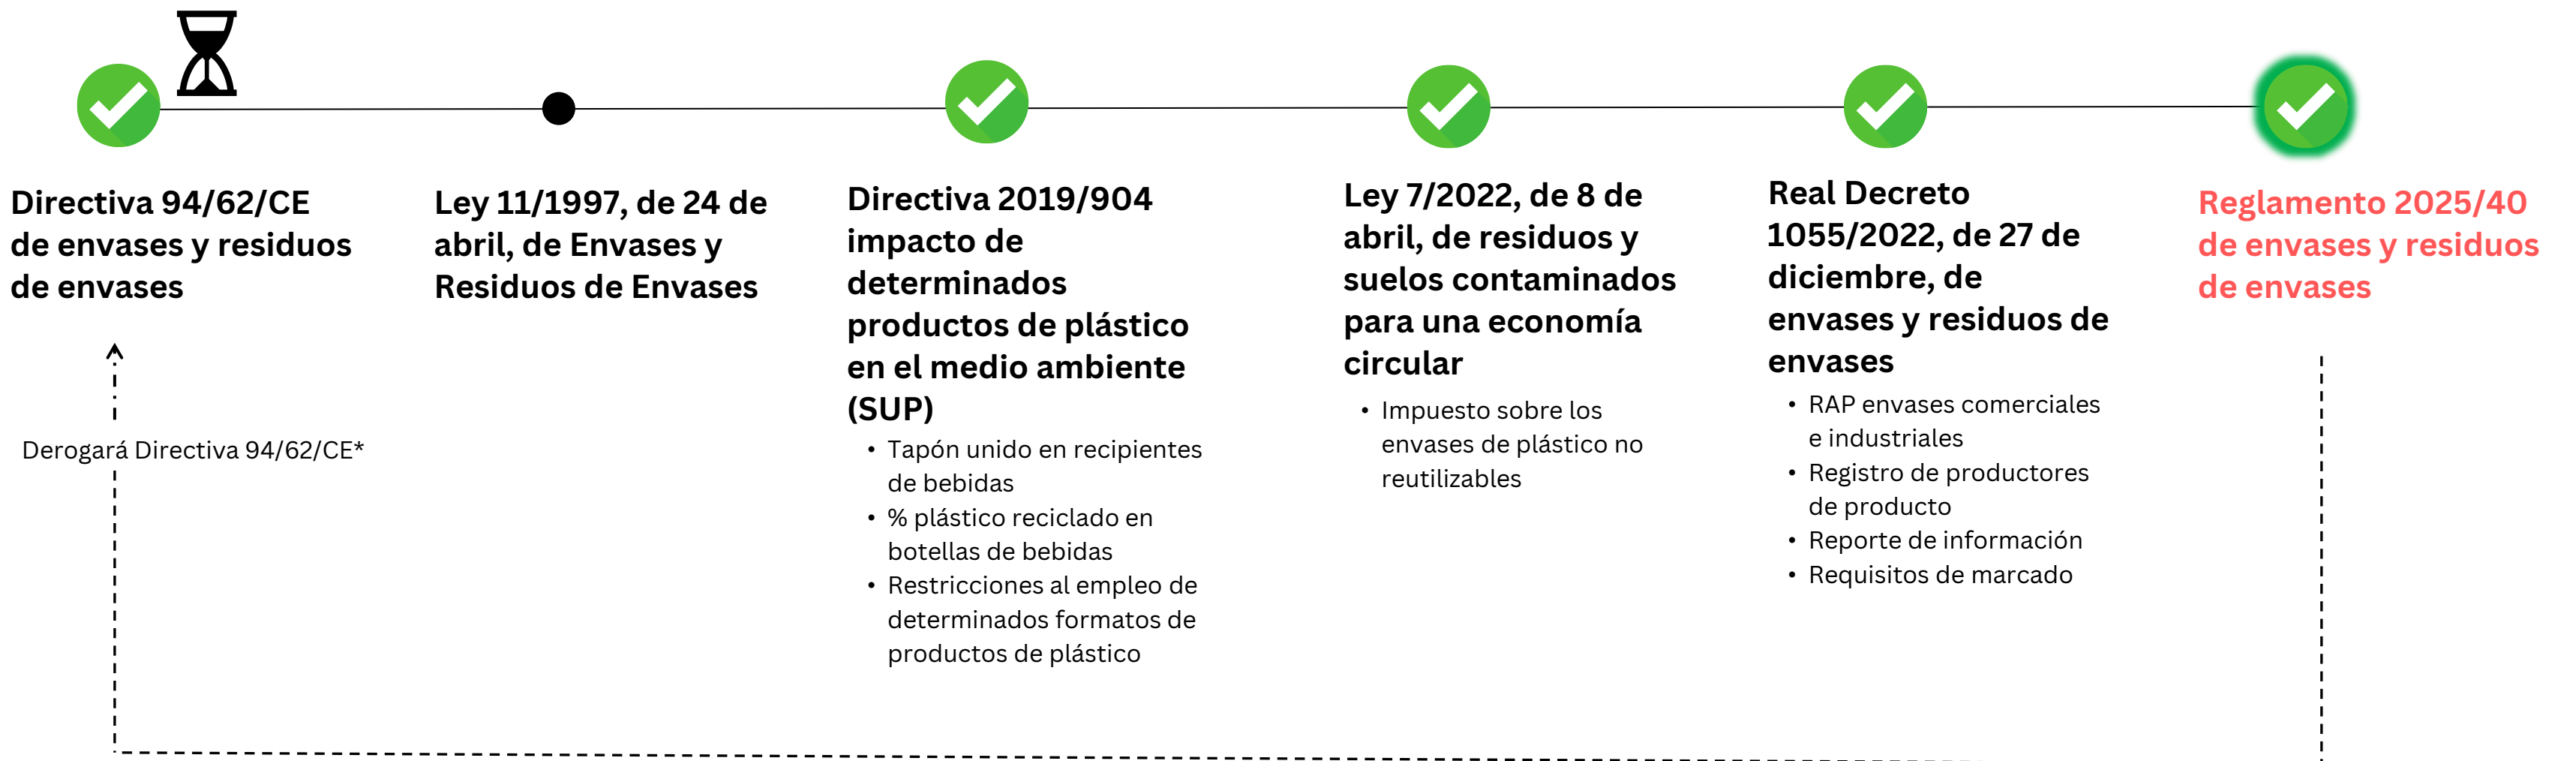 Directiva 94/62/CE
de envases y residuos
de envases
Derogará Directiva 94/62/CE*
Ley 11/1997, de 24 de
abril, de Envases y
Residuos de Envases
Directiva 2019/904
impacto de
determinados
productos de plástico
en el medio ambiente
(SUP)
• Tapón unido en recipientes
de bebidas
• % plástico reciclado en
botellas de bebidas
• Restricciones al empleo de
determinados formatos de
productos de plástico
Ley 7/2022, de 8 de
abril, de residuos y
suelos contaminados
para una economía
circular
• Impuesto sobre los
envases de plástico no
reutilizables
Real Decreto
1055/2022, de 27 de
diciembre, de
envases y residuos de
envases
• RAP envases comerciales
e industriales
• Registro de productores
de producto
• Reporte de información
• Requisitos de marcado
Reglamento 2025/40
de envases y residuos
de envases